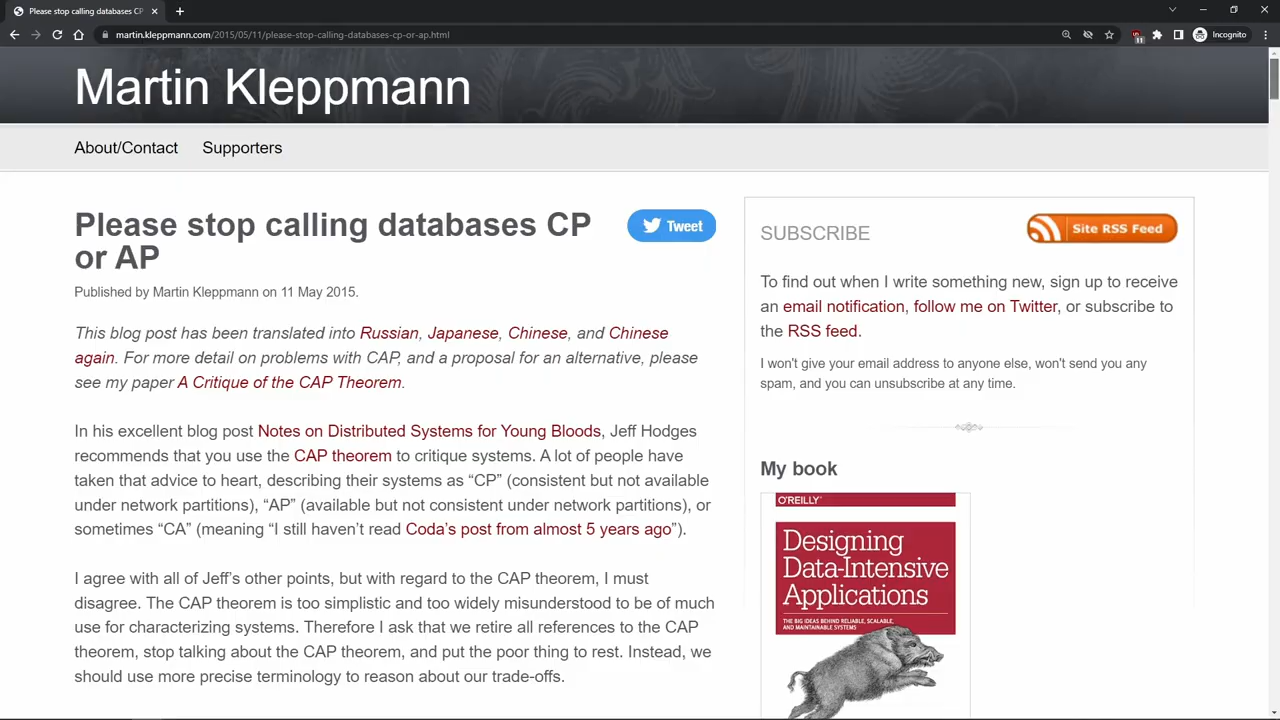 Please stop calling databases CP
martin.kleppmann.com/2015/05/11/please-stop-calling-databases-cp-or-ap.html
11
Incognito
Martin Kleppmann
About/Contact Supporters
Please stop calling databases CP
or AP
Tweet
Published by Martin Kleppmann on 11 May 2015.
This blog post has been translated into Russian, Japanese, Chinese, and Chinese
again. For more detail on problems with CAP, and a proposal for an alternative, please
see my paper A Critique of the CAP Theorem.
In his excellent blog post Notes on Distributed Systems for Young Bloods, Jeff Hodges
recommends that you use the CAP theorem to critique systems. A lot of people have
taken that advice to heart, describing their systems as “CP” (consistent but not available
under network partitions), “AP” (available but not consistent under network partitions), or
sometimes “CA” (meaning “I still haven’t read Coda’s post from almost 5 years ago”).
I agree with all of Jeff’s other points, but with regard to the CAP theorem, I must
disagree. The CAP theorem is too simplistic and too widely misunderstood to be of much
use for characterizing systems. Therefore I ask that we retire all references to the CAP
theorem, stop talking about the CAP theorem, and put the poor thing to rest. Instead, we
should use more precise terminology to reason about our trade-offs.
SUBSCRIBE
Site RSS Feed
To find out when I write something new, sign up to receive
an email notification, follow me on Twitter, or subscribe to
the RSS feed.
I won't give your email address to anyone else, won't send you any
spam, and you can unsubscribe at any time.
My book
O'REILLY
Designing
Data-Intensive
Applications
THE BIG IDEAS BEHIND RELIABLE, SCALABLE,
AND MAINTAINABLE SYSTEMS